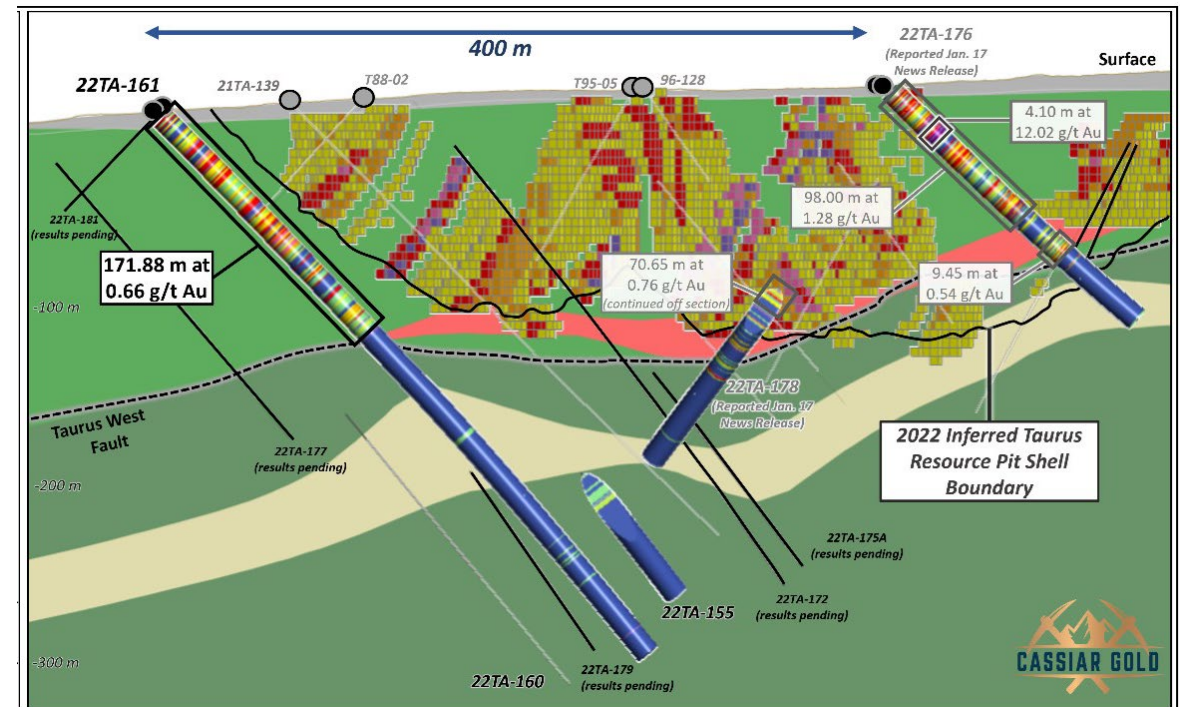 400 m
22TA-176
(Reported Jan. 17
News Release)
Surface
22TA-161
21TA-139
T88-02
T95-05
96-128
4.10 m at
12.02 g/t Au
98.00 m at
1.28 g/t Au
22TA-181
(results pending)
171.88 m at
0.66 g/t Au
70.65 m at
0.76 g/t Au
(continued off section)
9.45 m at
0.54 g/t Au
-100 m
22TA-178
(Reported Jan. 17
News Release)
Taurus West
Fault
2022 Inferred Taurus
Resource Pit Shell
Boundary
22TA-177
(results pending)
-200 m
22TA-175A
(results pending)
22TA-155
22TA-172
(results pending)
-300 m
22TA-160
22TA-179
(results pending)
CASSIAR GOLD